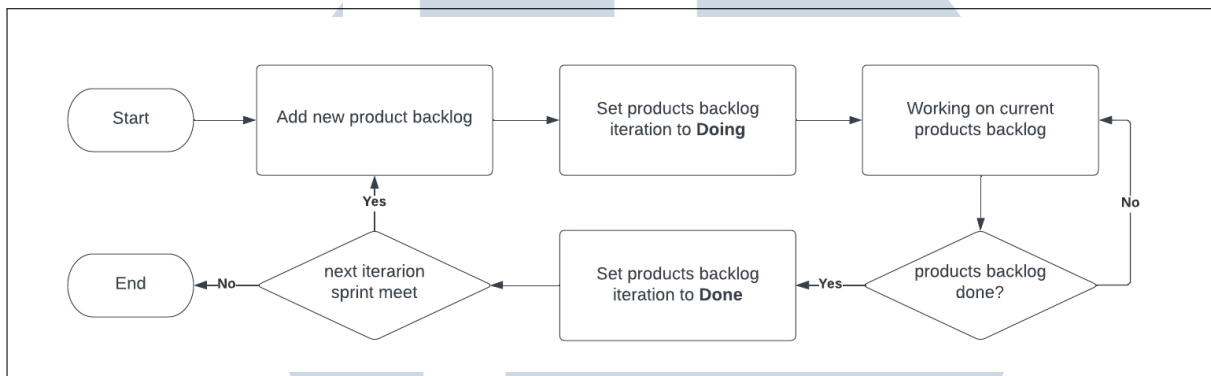 Start
Add new product backlog
Set products backlog
iteration to Doing
Working on current
products backlog
Yes
No
End
No
next iterarion
sprint meet
Set products backlog
iteration to Done
Yes
products backlog
done?